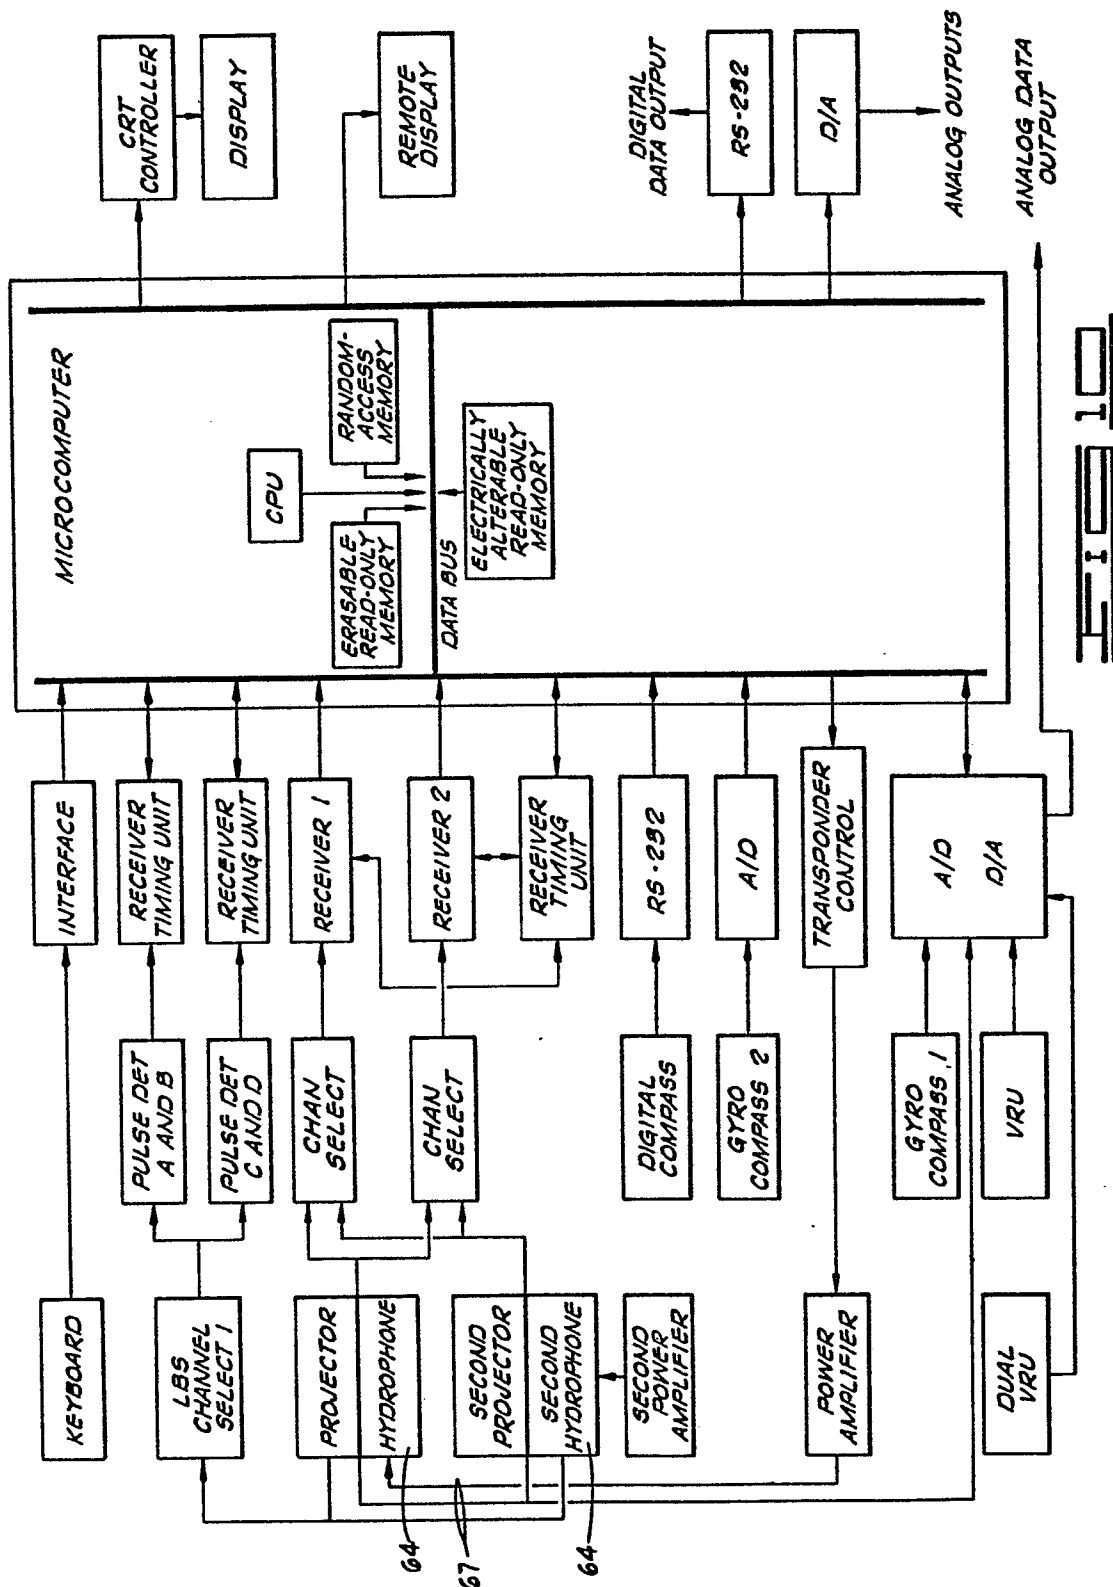 KEYBOARD
LBS
CHANNEL
SELECT 1
PROJECTOR
HYDROPHONE
64
67
SECOND
PROJECTOR
SECOND
HYDROPHONE
64
SECOND
POWER
AMPLIFIER
POWER
AMPLIFIER
DUAL
VRU
PULSE DET
A AND B
PULSE DET
C AND D
CHAN
SELECT
CHAN
SELECT
DIGITAL
COMPASS
GYRO
COMPASS 2
GYRO
COMPASS 1
VRU
INTERFACE
RECEIVER
TIMING UNIT
RECEIVER
TIMING UNIT
RECEIVER 1
RECEIVER 2
RECEIVER
TIMING
UNIT
RS-232
A/D
TRANSPONDER
CONTROL
A/D
D/A
MICROCOMPUTER
CPU
ERASABLE
READ-ONLY
MEMORY
RANDOM-
ACCESS
MEMORY
DATA BUS
ELECTRICALLY
ALTERABLE
READ-ONLY
MEMORY
CRT
CONTROLLER
DISPLAY
REMOTE
DISPLAY
DIGITAL
DATA OUTPUT
RS-232
D/A
ANALOG OUTPUTS
ANALOG DATA
OUTPUT
FIG 10